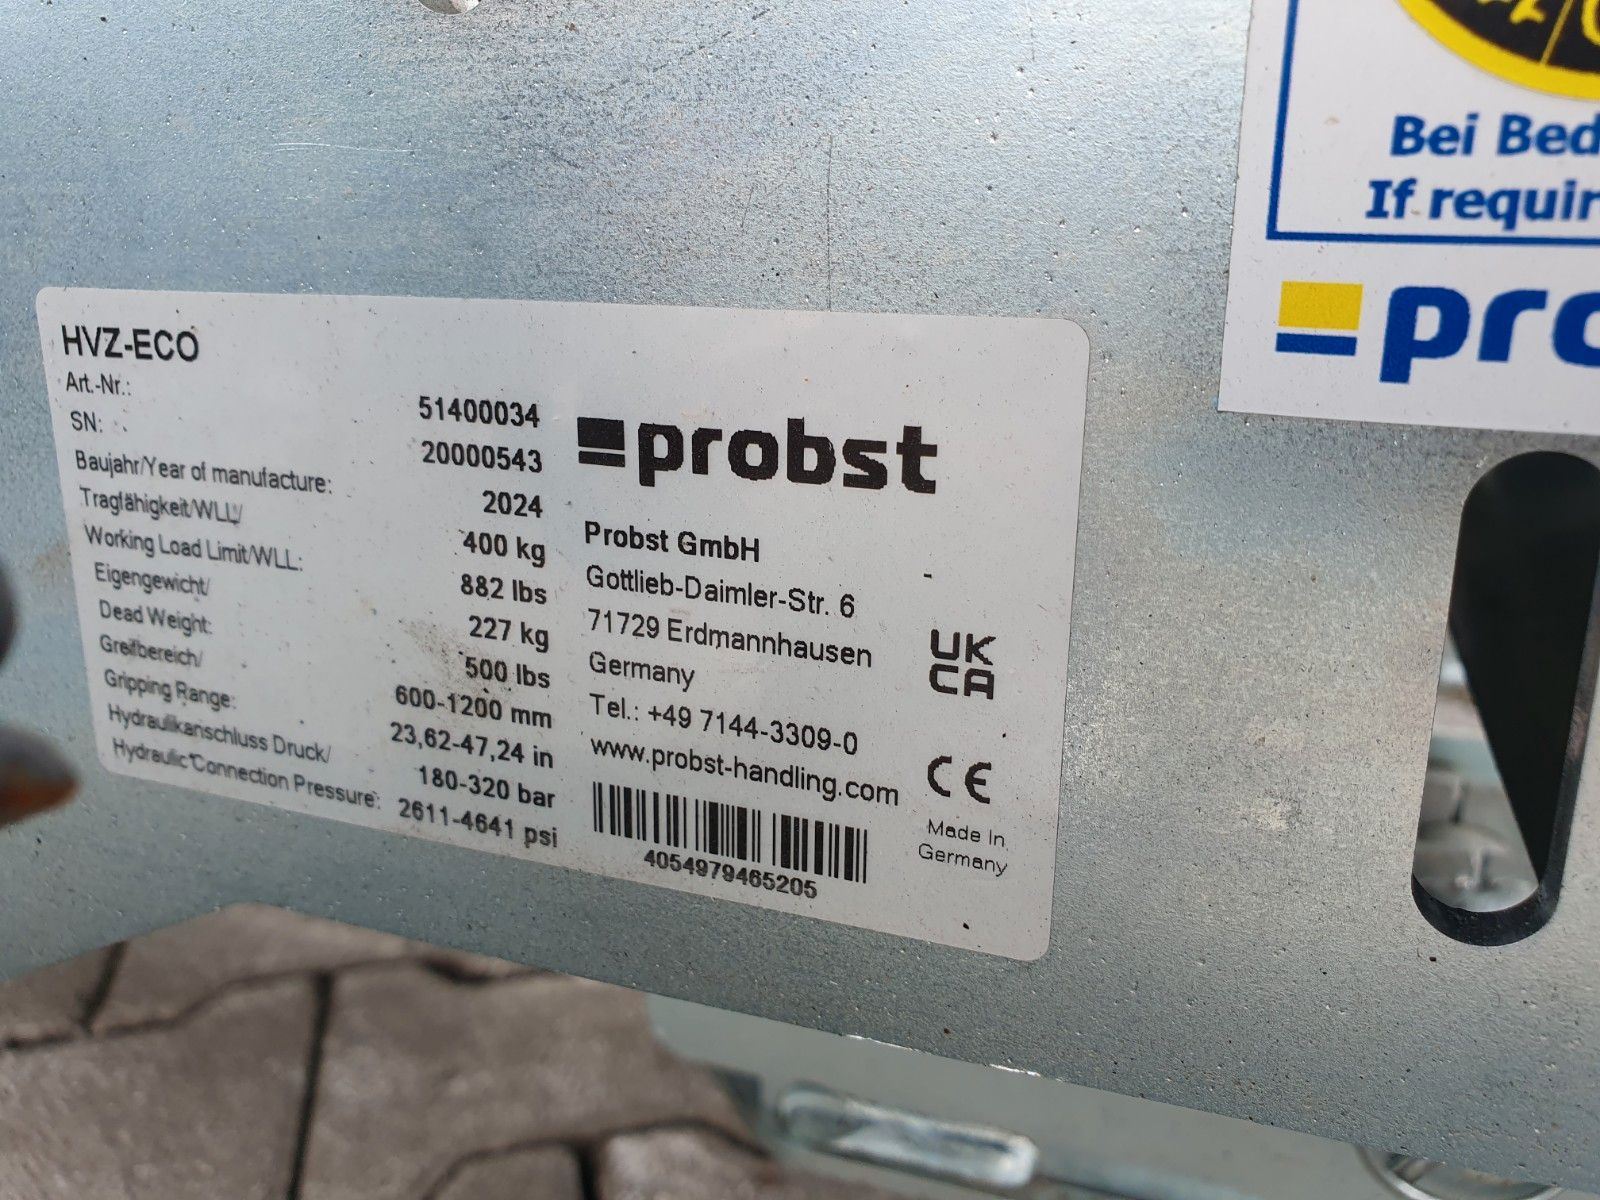 HVZ-ECO
Art.-Nr.: 51400034
SN: 20000543
Baujahr/Year of manufacture: 2024
Tragfähigkeit/WLL/ 400 kg
Working Load Limit/WLL: 882 lbs
Eigengewicht/ 227 kg
Dead Weight: 500 lbs
Greifbereich/ 600-1200 mm
Gripping Range: 23,62-47,24 in
Hydraulikanschluss Druck/ 180-320 bar
Hydraulic Connection Pressure: 2611-4641 psi
probst
Probst GmbH
Gottlieb-Daimler-Str. 6
71729 Erdmannhausen
Germany
Tel.: +49 7144-3309-0
www.probst-handling.com
4054979465205
UK
CA
CE
Made In
Germany
Bei Bed
If requir
pro